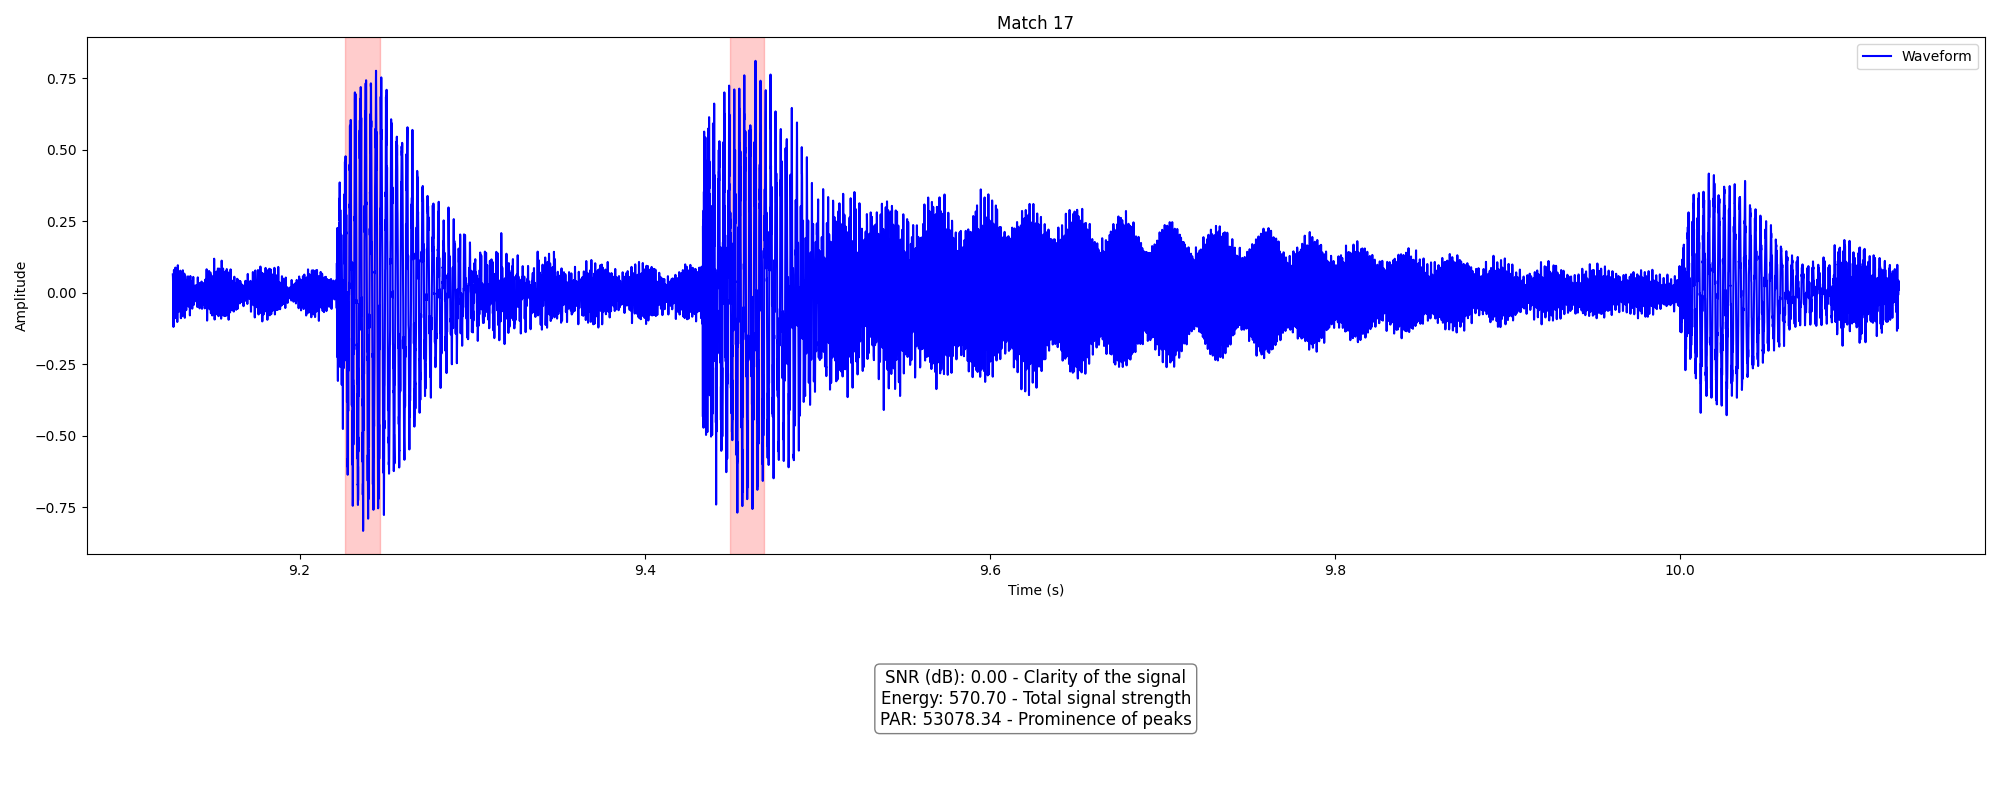 Match 17
Waveform
Amplitude
0.75
0.50
0.25
0.00
−0.25
−0.50
−0.75
9.2 9.4 9.6 9.8 10.0
Time (s)
SNR (dB): 0.00 - Clarity of the signal
Energy: 570.70 - Total signal strength
PAR: 53078.34 - Prominence of peaks